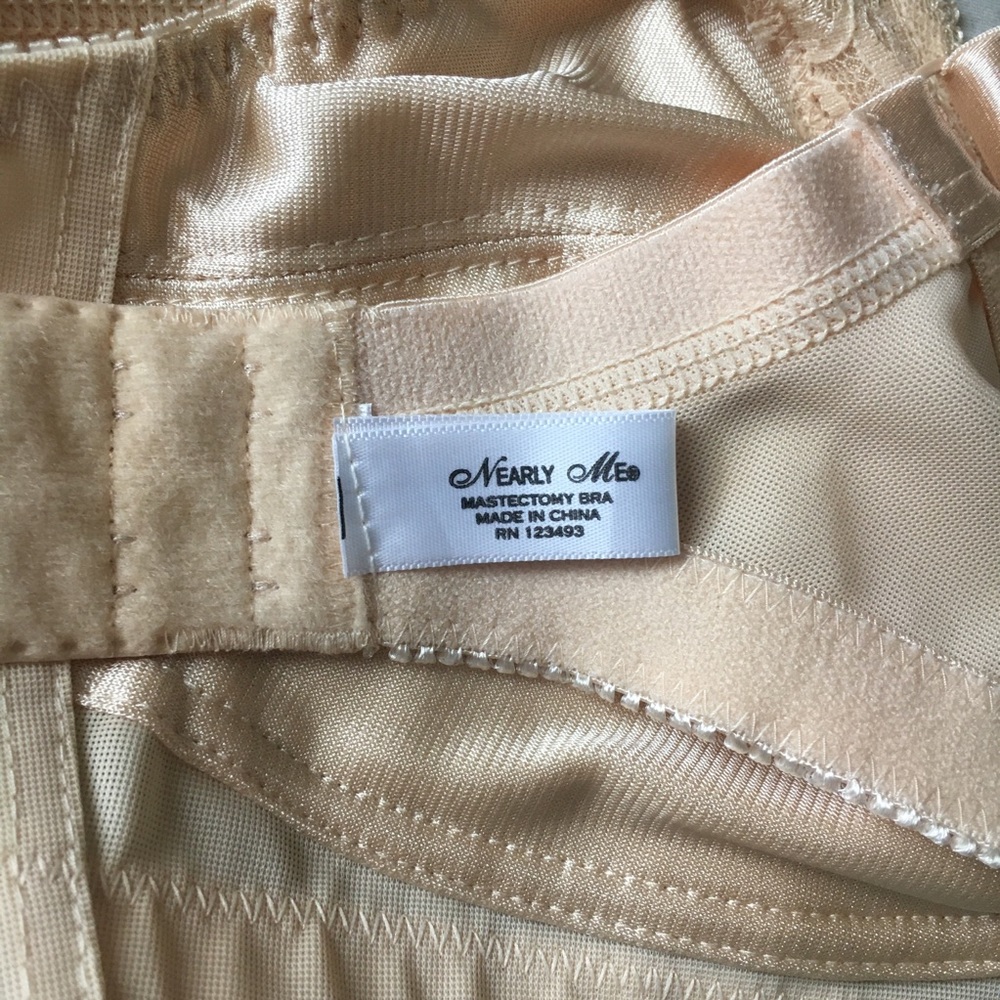 NEARLY ME®
MASTECTOMY BRA
MADE IN CHINA
RN 123493